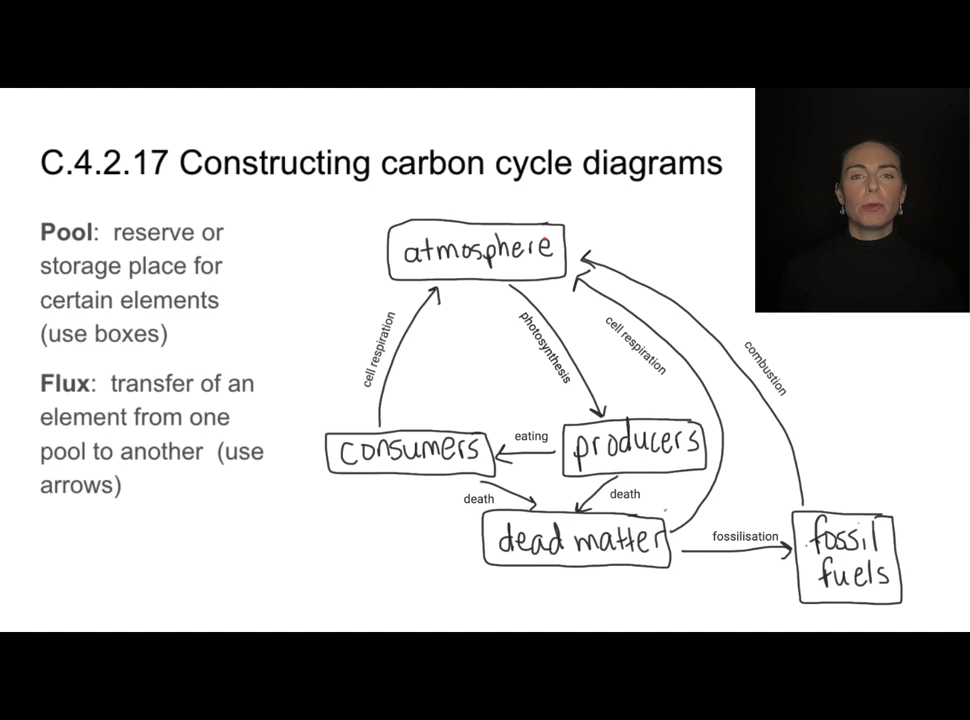 C.4.2.17 Constructing carbon cycle diagrams
Pool: reserve or
storage place for
certain elements
(use boxes)
Flux: transfer of an
element from one
pool to another (use
arrows)
atmosphere
cell respiration
photosynthesis
cell respiration
combustion
consumers
eating
producers
death
death
dead matter
fossilisation
fossil
fuels